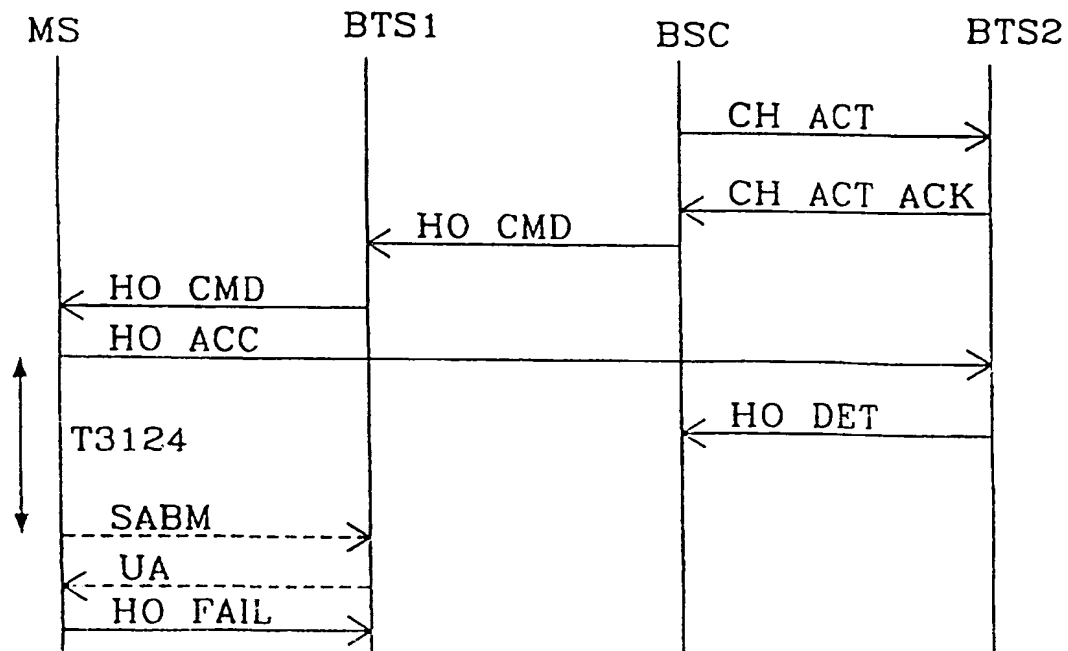 MS
BTS1
BSC
BTS2
CH ACT
CH ACT ACK
HO CMD
HO CMD
HO ACC
HO DET
T3124
SABM
UA
HO FAIL